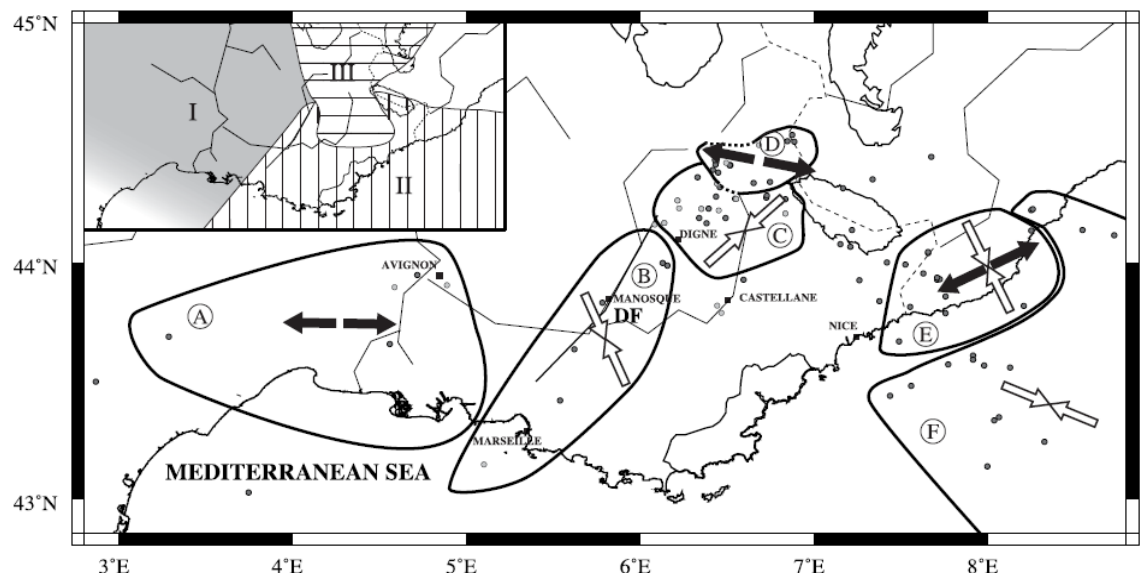 45°N
I
III
II
D
C
DIGNE
44°N
AVIGNON
B
MANOSQUE
DF
CASTELLANE
A
NICE
E
F
MARSEILLE
MEDITERRANEAN SEA
43°N
3°E 4°E 5°E 6°E 7°E 8°E